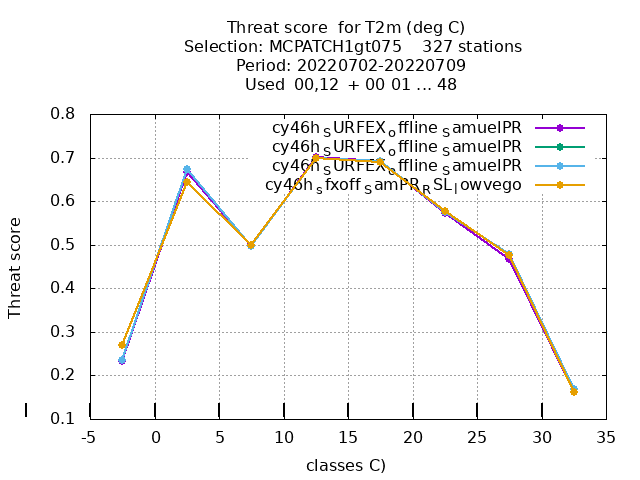 Threat score  for T2m (deg C)
Selection: MCPATCH1gt075    327 stations
Period: 20220702-20220709
Used  00,12 + 00 01 ... 48
cy46h_SURFEX_offline_SamuelPR
cy46h_SURFEX_offline_SamuelPR
cy46h_SURFEX_offline_SamuelPR
cy46h_sfxoff_SamPR_RSL_lowvego
Threat score
0.8
0.7
0.6
0.5
0.4
0.3
0.2
0.1
-5 0 5 10 15 20 25 30 35
classes C)